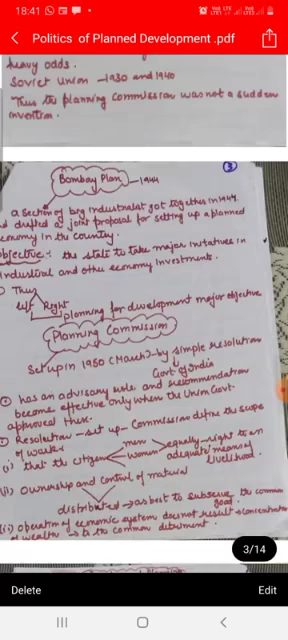 18:41
Politics of Planned Development .pdf
heavy odds.
Soviet Union - 1930 and 1940
Thus the planning commission was not a sudden
invention.
3
Bombay Plan - 1944
a section of big industrialist got together in 1944
and drafted a joint proposal for setting up a planned
economy in the country.
Objective :- the state to take major initiatives in
industrial and other economy investments.
Thus
left Right
planning for development major objective
Planning Commission
Set up in 1950 (March) - by simple resolution
Govt of India
has an advisory role and recommendation
become effective only when the Union Govt.
approved these.
Resolution - set up - Commission define the scope
of work
(i) that the citizen men women equally - right to an
adequate means of
livelihood.
(ii) Ownership and control of material
distributed → as best to subserve the common
good.
operation of economic system does not result → concentration
of wealth → to the common detriment.
3/14
Delete
Edit